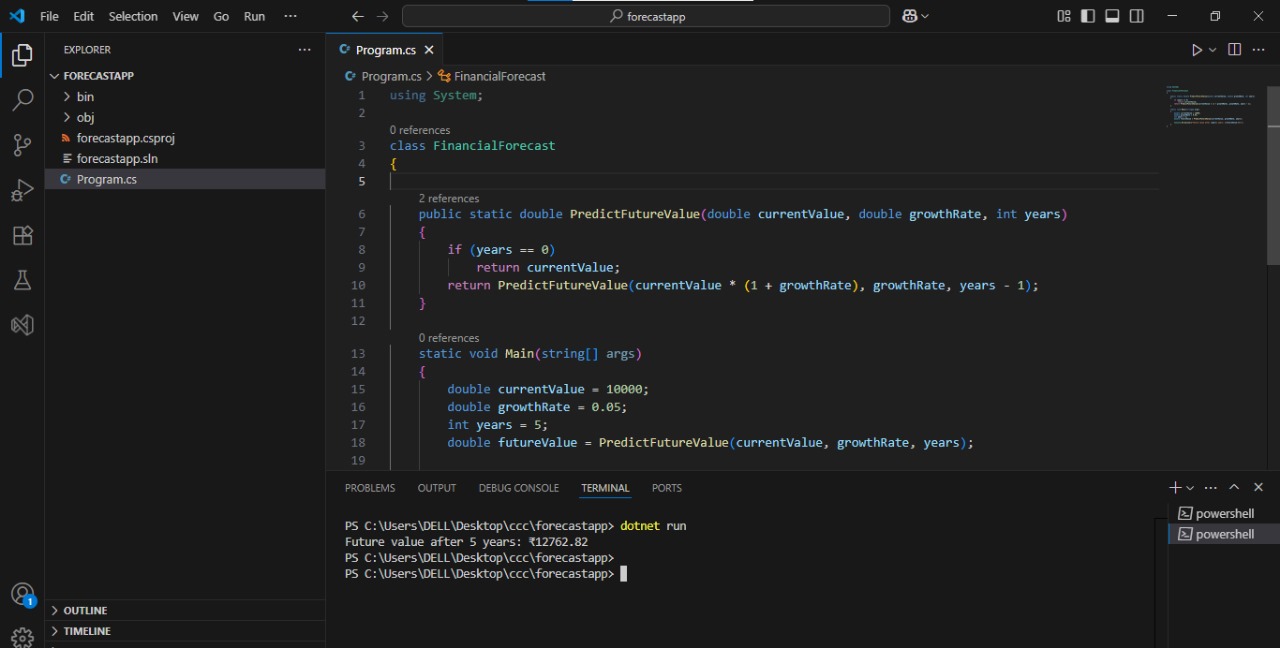 File Edit Selection View Go Run ···
forecastapp
EXPLORER ···
FORECASTAPP
bin
obj
forecastapp.csproj
forecastapp.sln
Program.cs
OUTLINE
TIMELINE
1
Program.cs
Program.cs > FinancialForecast
1 using System;
2
0 references
3 class FinancialForecast
4 {
5
2 references
6 public static double PredictFutureValue(double currentValue, double growthRate, int years)
7 {
8 if (years == 0)
9 return currentValue;
10 return PredictFutureValue(currentValue * (1 + growthRate), growthRate, years - 1);
11 }
12
0 references
13 static void Main(string[] args)
14 {
15 double currentValue = 10000;
16 double growthRate = 0.05;
17 int years = 5;
18 double futureValue = PredictFutureValue(currentValue, growthRate, years);
19
PROBLEMS OUTPUT DEBUG CONSOLE TERMINAL PORTS
PS C:\Users\DELL\Desktop\ccc\forecastapp> dotnet run
Future value after 5 years: ₹12762.82
PS C:\Users\DELL\Desktop\ccc\forecastapp>
PS C:\Users\DELL\Desktop\ccc\forecastapp>
powershell
powershell